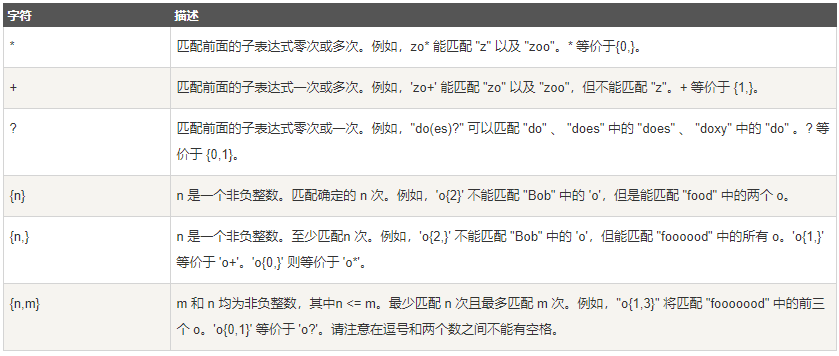 字符 描述
* 匹配前面的子表达式零次或多次。例如，zo* 能匹配 "z" 以及 "zoo"。* 等价于{0,}。
+ 匹配前面的子表达式一次或多次。例如，'zo+' 能匹配 "zo" 以及 "zoo"，但不能匹配 "z"。+ 等价于 {1,}。
? 匹配前面的子表达式零次或一次。例如，"do(es)?" 可以匹配 "do" 、 "does" 中的 "does" 、 "doxy" 中的 "do" 。? 等
价于 {0,1}。
{n} n 是一个非负整数。匹配确定的 n 次。例如，'o{2}' 不能匹配 "Bob" 中的 'o'，但是能匹配 "food" 中的两个 o。
{n,} n 是一个非负整数。至少匹配n 次。例如，'o{2,}' 不能匹配 "Bob" 中的 'o'，但能匹配 "foooood" 中的所有 o。'o{1,}'
等价于 'o+'。'o{0,}' 则等价于 'o*'。
{n,m} m 和 n 均为非负整数，其中n <= m。最少匹配 n 次且最多匹配 m 次。例如，"o{1,3}" 将匹配 "fooooood" 中的前三
个 o。'o{0,1}' 等价于 'o?'。请注意在逗号和两个数之间不能有空格。